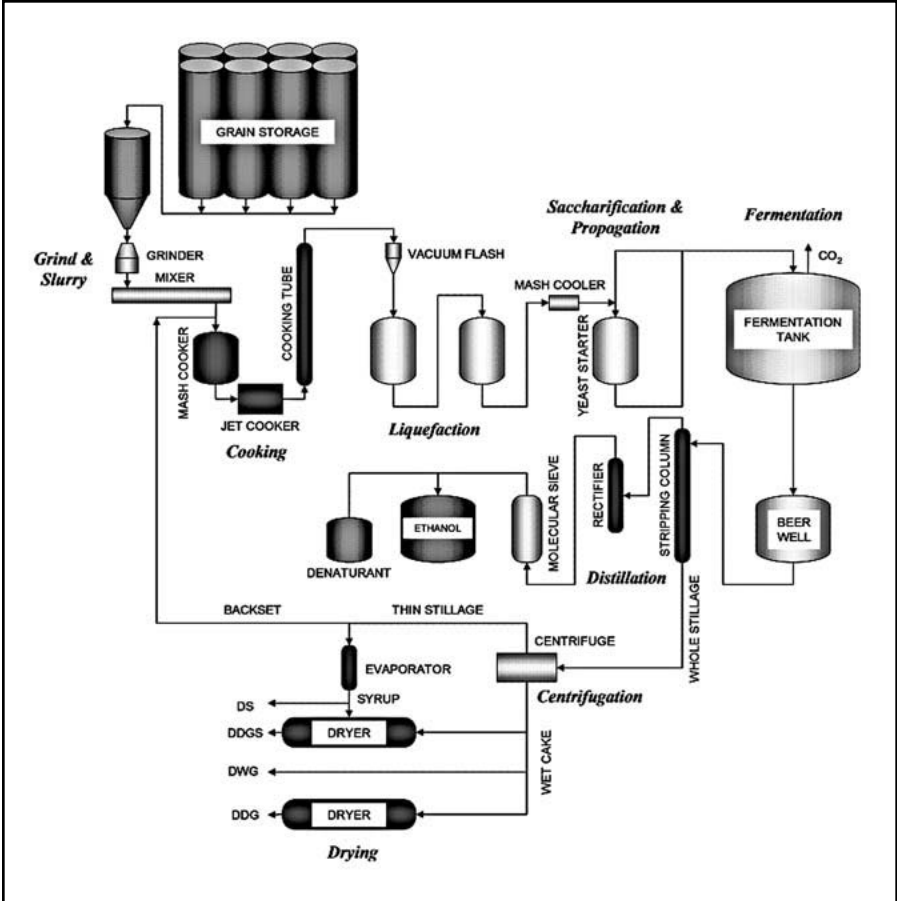 GRAIN STORAGE
Saccharification &
Propagation
Fermentation
CO2
Grind &
Slurry
GRINDER
MIXER
COOKING TUBE
VACUUM FLASH
MASH COOLER
MASH COOKER
YEAST STARTER
FERMENTATION
TANK
JET COOKER
Cooking
Liquefaction
MOLECULAR SIEVE
RECTIFIER
STRIPPING COLUMN
BEER
WELL
ETHANOL
DENATURANT
Distillation
BACKSET
THIN STILLAGE
CENTRIFUGE
WHOLE STILLAGE
EVAPORATOR
Centrifugation
SYRUP
DS
DDGS
DRYER
WET CAKE
DWG
DDG
DRYER
Drying